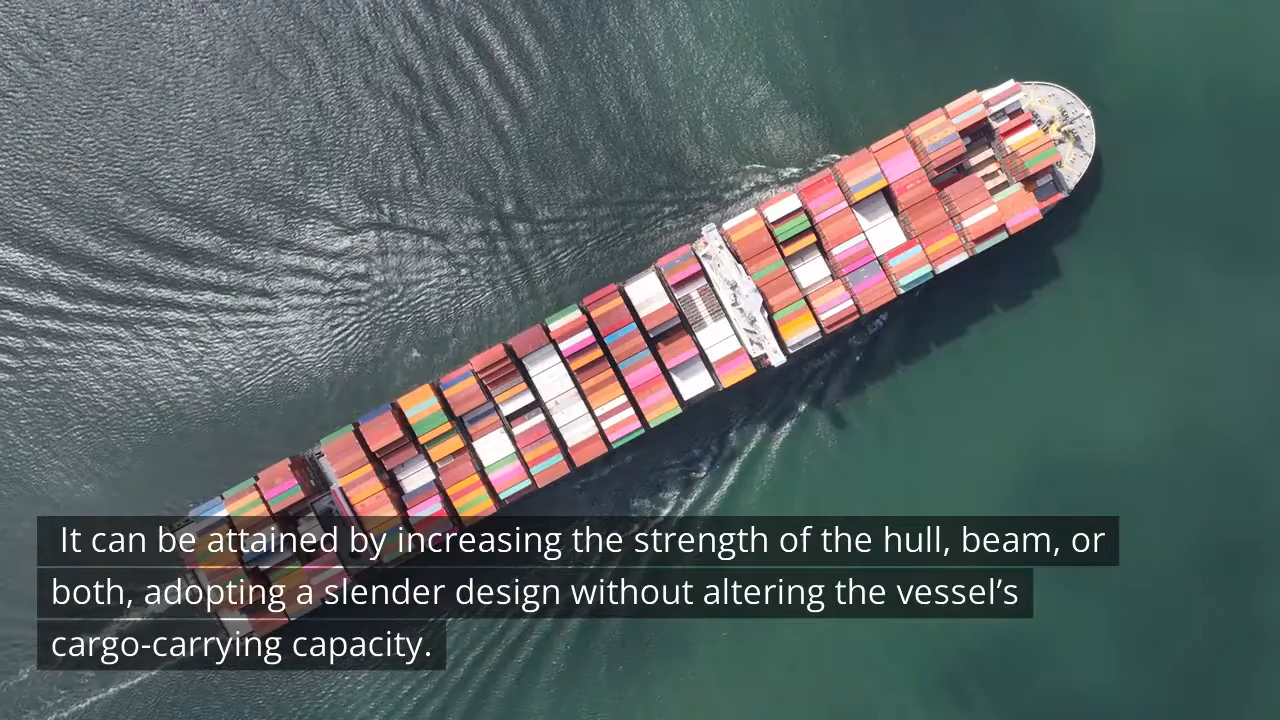 It can be attained by increasing the strength of the hull, beam, or
both, adopting a slender design without altering the vessel’s
cargo-carrying capacity.